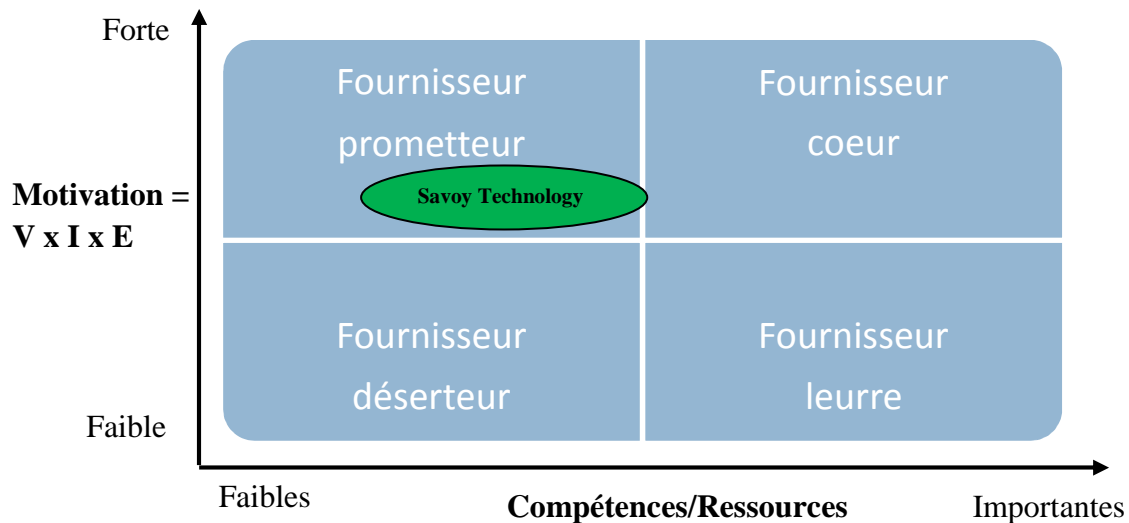 Forte
Fournisseur
prometteur
Fournisseur
coeur
Savoy Technology
Motivation =
V x I x E
Fournisseur
déserteur
Fournisseur
leurre
Faible
Faibles
Compétences/Ressources
Importantes